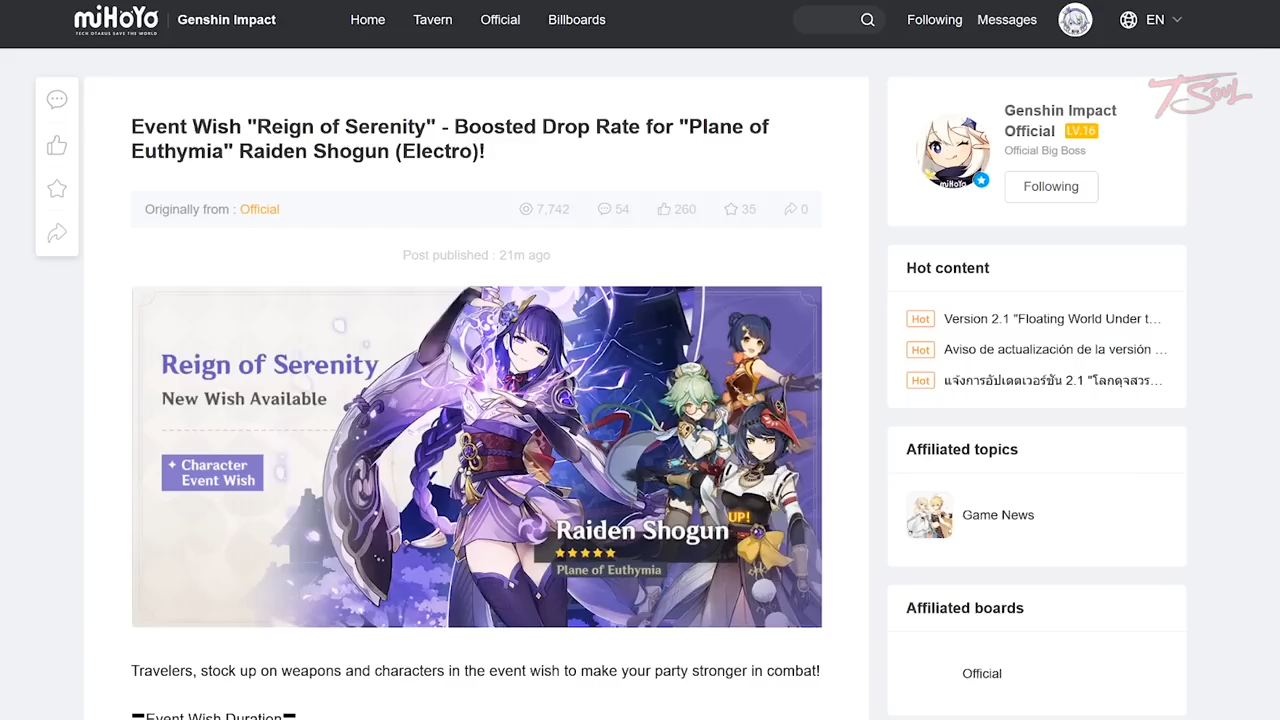 miHoYo
TECH OTAKUS SAVE THE WORLD
Genshin Impact
Home
Tavern
Official
Billboards
Following
Messages
EN
TSOUL
Event Wish "Reign of Serenity" - Boosted Drop Rate for "Plane of
Euthymia" Raiden Shogun (Electro)!
Originally from : Official
7,742
54
260
35
0
Post published : 21m ago
Reign of Serenity
New Wish Available
Character
Event Wish
UP!
Raiden Shogun
Plane of Euthymia
Travelers, stock up on weapons and characters in the event wish to make your party stronger in combat!
〓Event Wish Duration〓
Genshin Impact
Official LV.16
Official Big Boss
miHoYo
Following
Hot content
Hot Version 2.1 "Floating World Under t…
Hot Aviso de actualización de la versión …
Hot แจ้งการอัปเดตเวอร์ชัน 2.1 "โลกดุจสวร…
Affiliated topics
Game News
Affiliated boards
Official